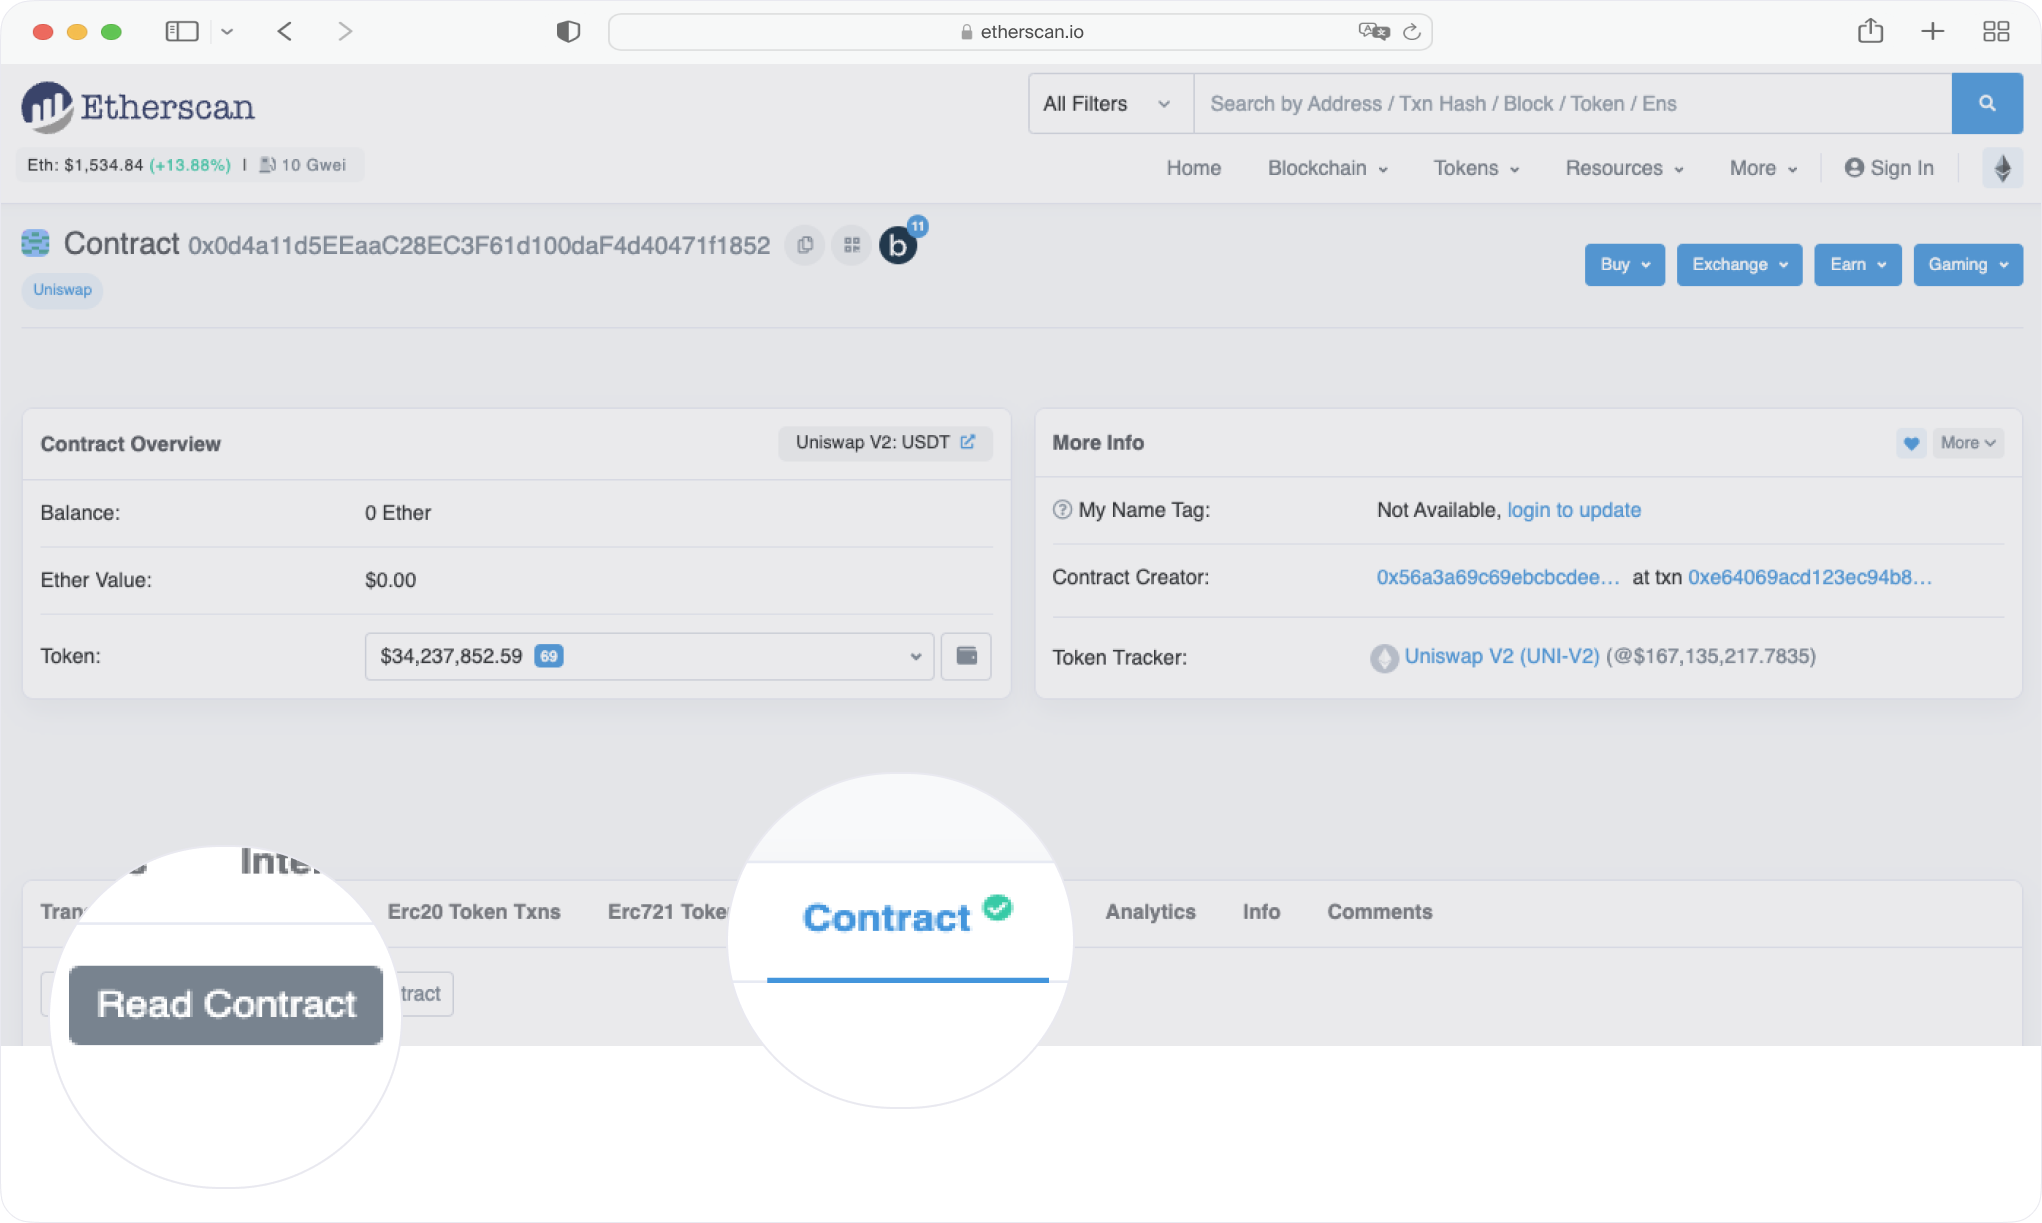 etherscan.io
Etherscan
All Filters
Search by Address / Txn Hash / Block / Token / Ens
Eth: $1,534.84 (+13.88%) | 10 Gwei
Home Blockchain Tokens Resources More Sign In
Contract 0x0d4a11d5EEaaC28EC3F61d100daF4d40471f1852
b 11
Uniswap
Buy Exchange Earn Gaming
Contract Overview
Uniswap V2: USDT
Balance: 0 Ether
Ether Value: $0.00
Token: $34,237,852.59 69
More Info
More
My Name Tag: Not Available, login to update
Contract Creator: 0x56a3a69c69ebcbcdee... at txn 0xe64069acd123ec94b8...
Token Tracker: Uniswap V2 (UNI-V2) (@$167,135,217.7835)
Inte
Tran Erc20 Token Txns Erc721 Toke Contract Analytics Info Comments
Read Contract tract